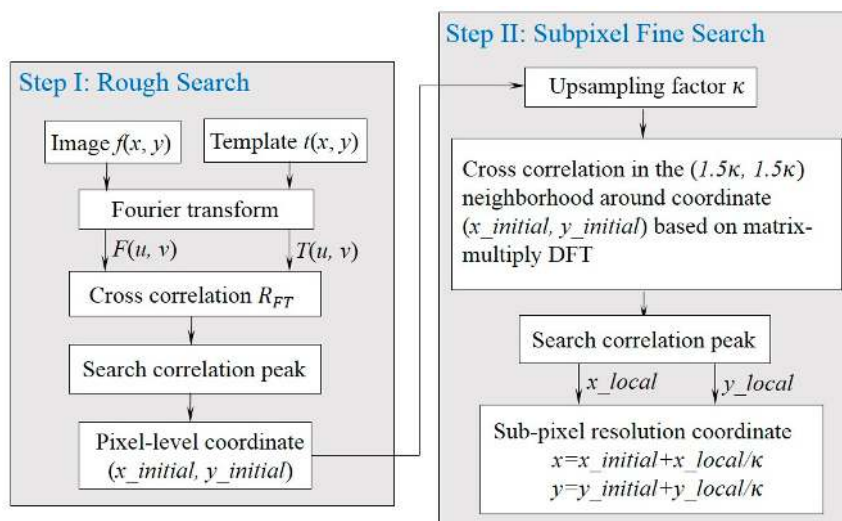 Step I: Rough Search
Image f(x, y)
Template t(x, y)
Fourier transform
F(u, v)
T(u, v)
Cross correlation R_FT
Search correlation peak
Pixel-level coordinate
(x_initial, y_initial)
Step II: Subpixel Fine Search
Upsampling factor κ
Cross correlation in the (1.5κ, 1.5κ)
neighborhood around coordinate
(x_initial, y_initial) based on matrix-
multiply DFT
Search correlation peak
x_local
y_local
Sub-pixel resolution coordinate
x=x_initial+x_local/κ
y=y_initial+y_local/κ